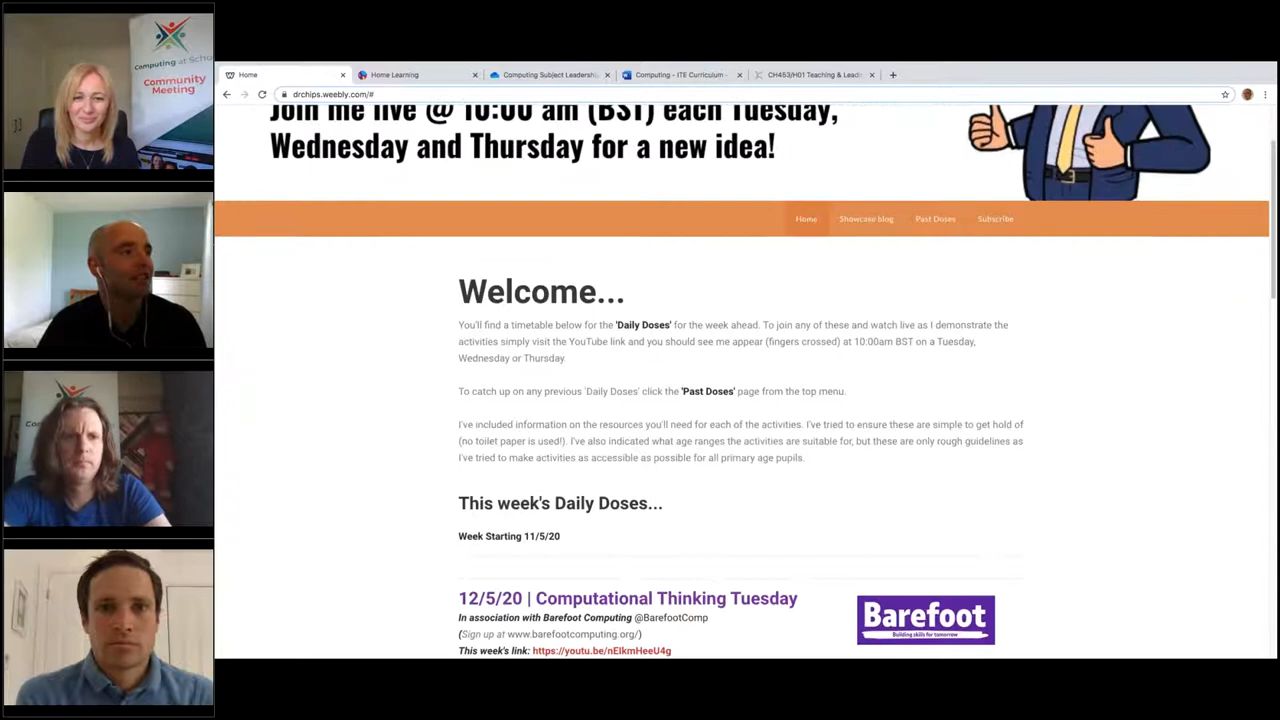 Computing at Scho
Community
Meeting
Home
Home Learning
Computing Subject Leadershi
Computing - ITE Curriculum -
CH453/H01 Teaching & Lead
drchips.weebly.com/#
Join me live @ 10:00 am (BST) each Tuesday,
Wednesday and Thursday for a new idea!
Home
Showcase blog
Past Doses
Subscribe
Welcome...
You'll find a timetable below for the 'Daily Doses' for the week ahead. To join any of these and watch live as I demonstrate the
activities simply visit the YouTube link and you should see me appear (fingers crossed) at 10:00am BST on a Tuesday,
Wednesday or Thursday.
To catch up on any previous 'Daily Doses' click the 'Past Doses' page from the top menu.
I've included information on the resources you'll need for each of the activities. I've tried to ensure these are simple to get hold of
(no toilet paper is used!). I've also indicated what age ranges the activities are suitable for, but these are only rough guidelines as
I've tried to make activities as accessible as possible for all primary age pupils.
This week's Daily Doses...
Week Starting 11/5/20
12/5/20 | Computational Thinking Tuesday
In association with Barefoot Computing @BarefootComp
(Sign up at www.barefootcomputing.org/)
This week's link: https://youtu.be/nEIkmHeeU4g
Barefoot
Building skills for tomorrow